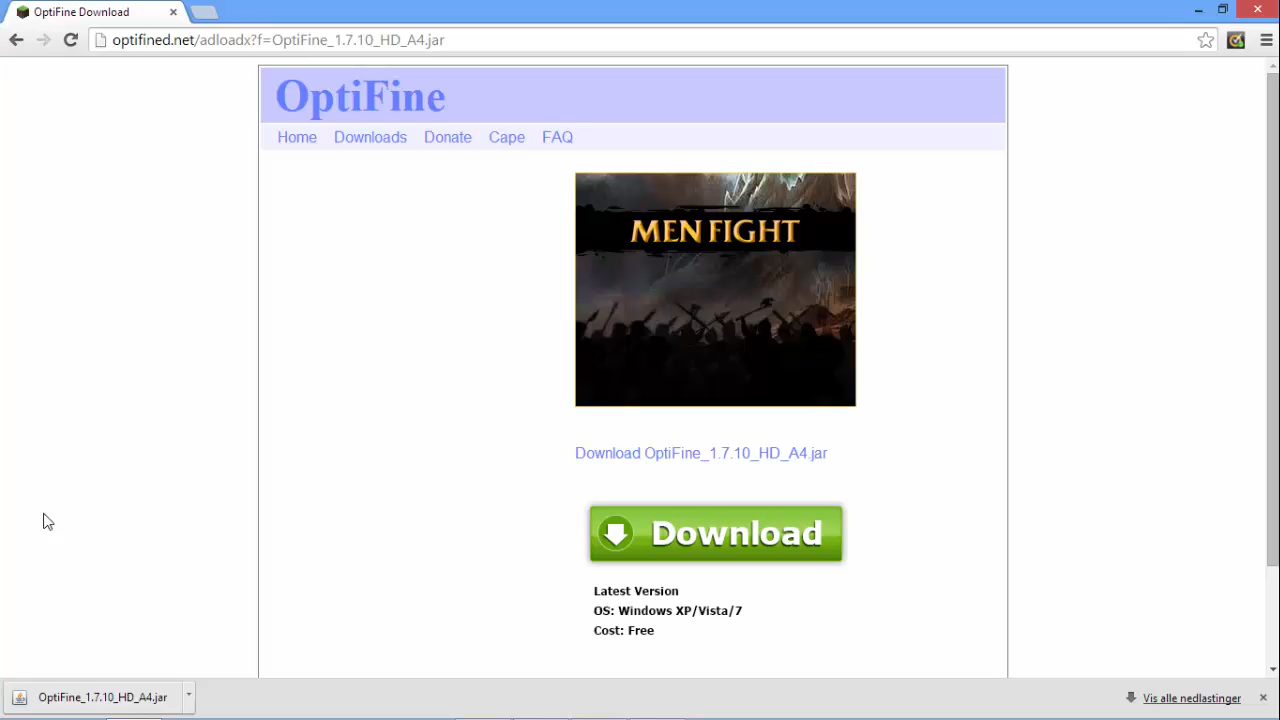 OptiFine Download
optifined.net/adloadx?f=OptiFine_1.7.10_HD_A4.jar
OptiFine
Home Downloads Donate Cape FAQ
MEN FIGHT
Download OptiFine_1.7.10_HD_A4.jar
Download
Latest Version
OS: Windows XP/Vista/7
Cost: Free
OptiFine_1.7.10_HD_A4.jar
Vis alle nedlastinger